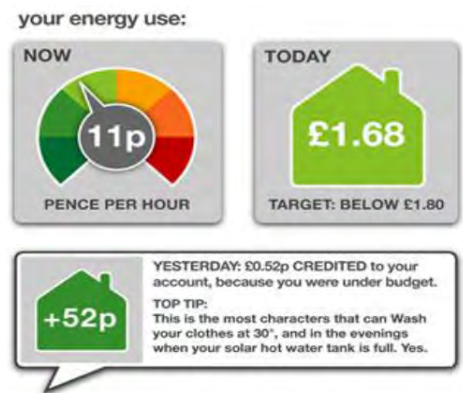 your energy use:
NOW
11p
PENCE PER HOUR
TODAY
£1.68
TARGET: BELOW £1.80
+52p
YESTERDAY: £0.52p CREDITED to your
account, because you were under budget.
TOP TIP:
This is the most characters that can Wash
your clothes at 30°, and in the evenings
when your solar hot water tank is full. Yes.